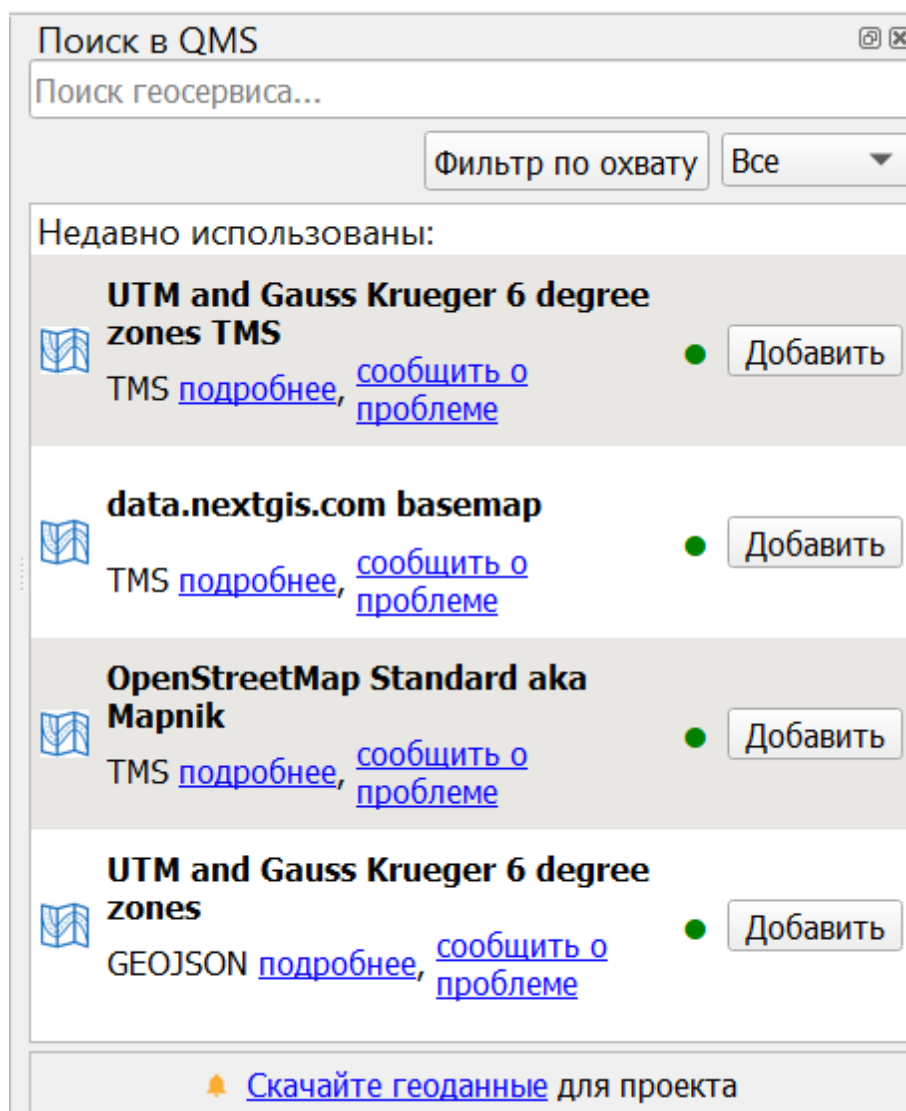 Поиск в QMS
Поиск геосервиса...
Фильтр по охвату Все
Недавно использованы:
UTM and Gauss Krueger 6 degree
zones TMS
TMS подробнее, сообщить о
проблеме
Добавить
data.nextgis.com basemap
TMS подробнее, сообщить о
проблеме
Добавить
OpenStreetMap Standard aka
Mapnik
TMS подробнее, сообщить о
проблеме
Добавить
UTM and Gauss Krueger 6 degree
zones
GEOJSON подробнее, сообщить о
проблеме
Добавить
Скачайте геоданные для проекта